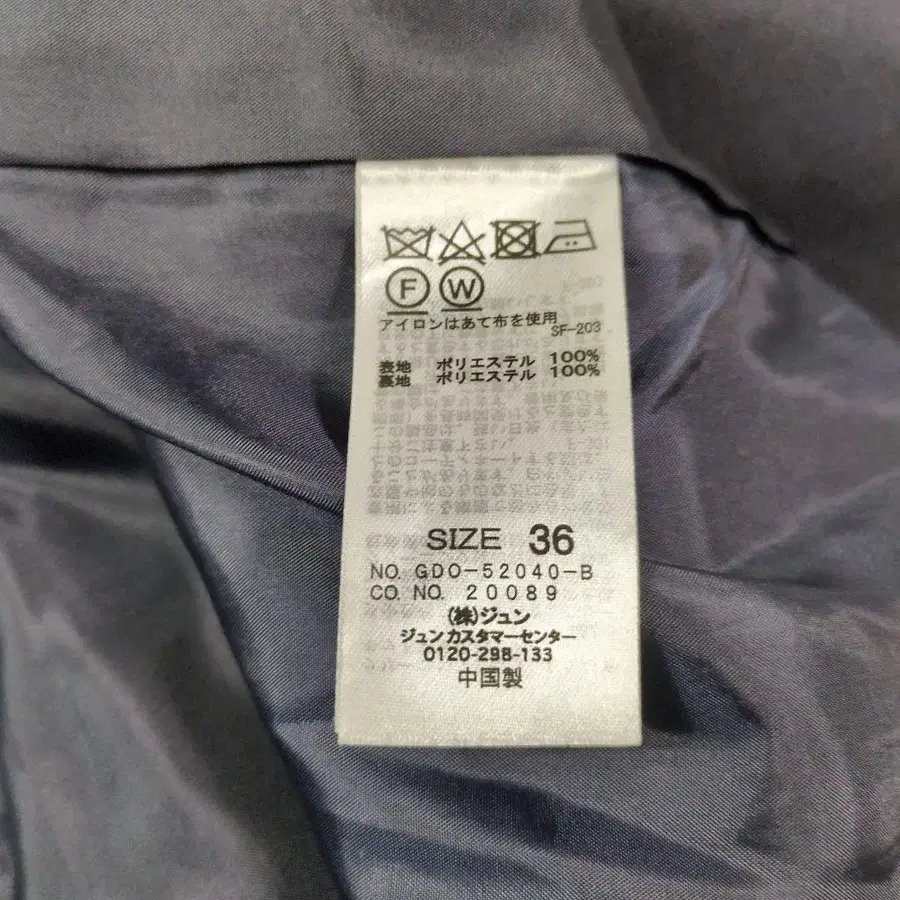 F W
アイロンはあて布を使用
SF-203
表地 ポリエステル 100%
裏地 ポリエステル 100%
SIZE 36
NO. GDO-52040-B
CO. NO. 20089
(株)ジュン
ジュンカスタマーセンター
0120-298-133
中国製